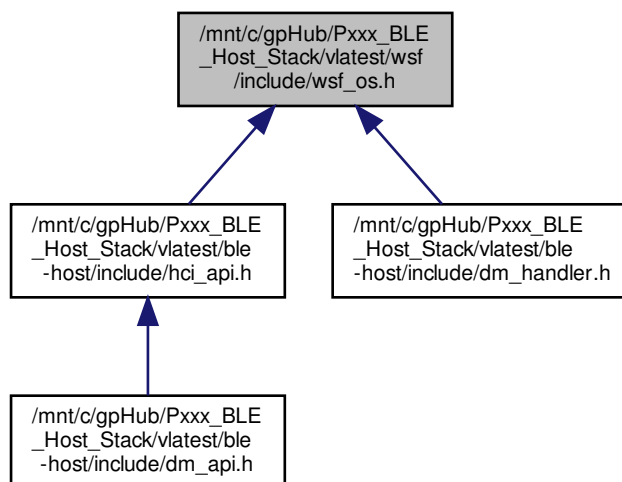 /mnt/c/gpHub/Pxxx_BLE
_Host_Stack/vlatest/wsf
/include/wsf_os.h
/mnt/c/gpHub/Pxxx_BLE
_Host_Stack/vlatest/ble
-host/include/hci_api.h
/mnt/c/gpHub/Pxxx_BLE
_Host_Stack/vlatest/ble
-host/include/dm_handler.h
/mnt/c/gpHub/Pxxx_BLE
_Host_Stack/vlatest/ble
-host/include/dm_api.h